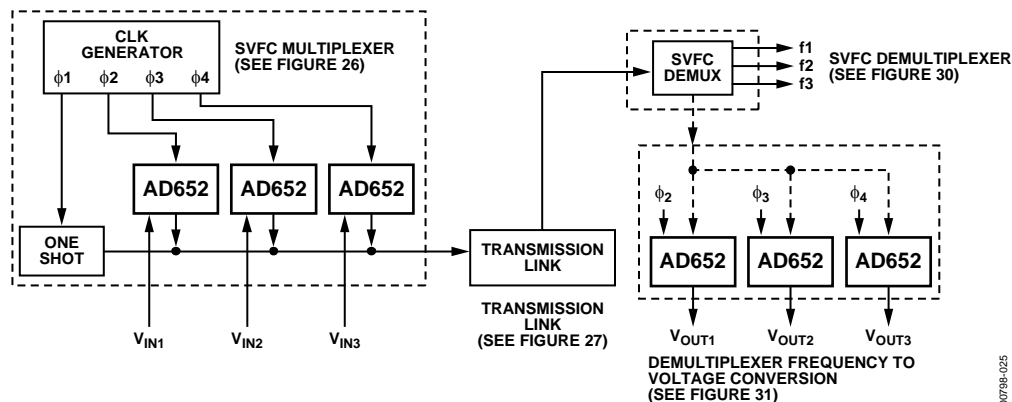 CLK
GENERATOR
ϕ1 ϕ2 ϕ3 ϕ4
SVFC MULTIPLEXER
(SEE FIGURE 26)
AD652
AD652
AD652
ONE
SHOT
VIN1
VIN2
VIN3
TRANSMISSION
LINK
TRANSMISSION
LINK
(SEE FIGURE 27)
SVFC
DEMUX
f1
f2
f3
SVFC DEMULTIPLEXER
(SEE FIGURE 30)
ϕ2
ϕ3
ϕ4
AD652
AD652
AD652
VOUT1
VOUT2
VOUT3
DEMULTIPLEXER FREQUENCY TO
VOLTAGE CONVERSION
(SEE FIGURE 31)
00798-025